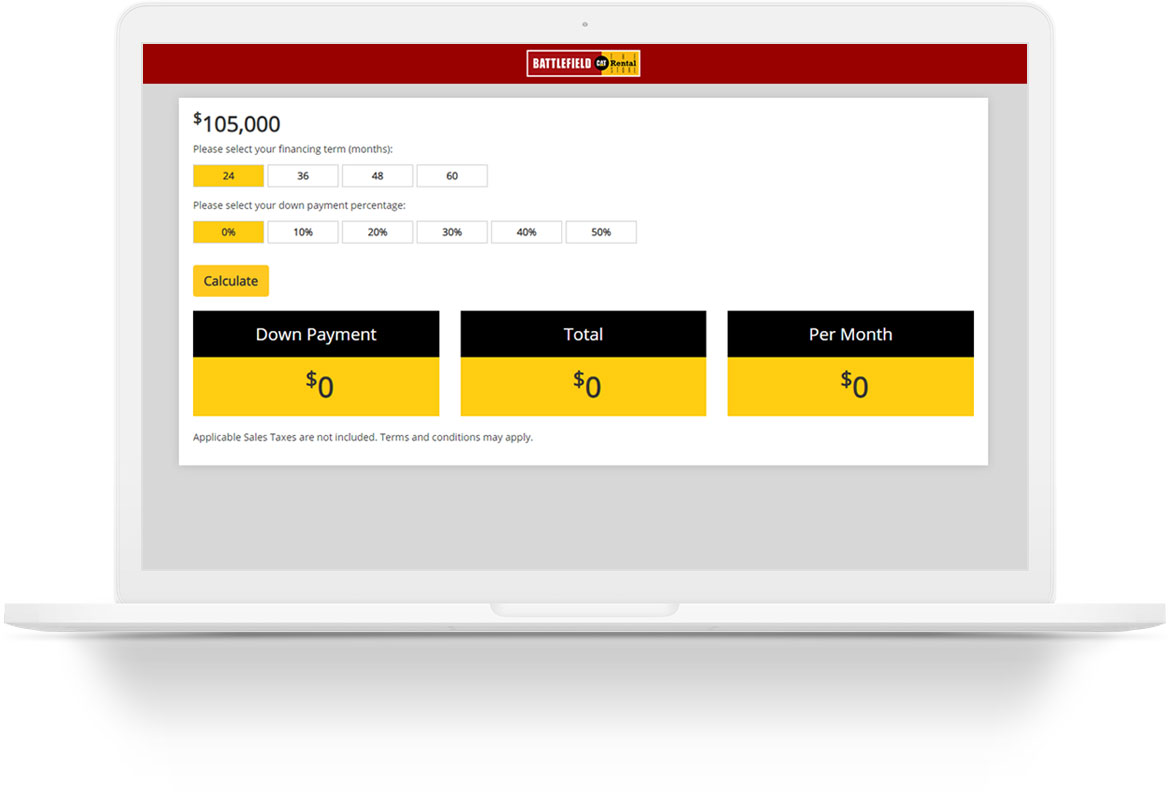 BATTLEFIELD CAT THE Rental STORE
$105,000
Please select your financing term (months):
24 36 48 60
Please select your down payment percentage:
0% 10% 20% 30% 40% 50%
Calculate
Down Payment Total Per Month
$0 $0 $0
Applicable Sales Taxes are not included. Terms and conditions may apply.